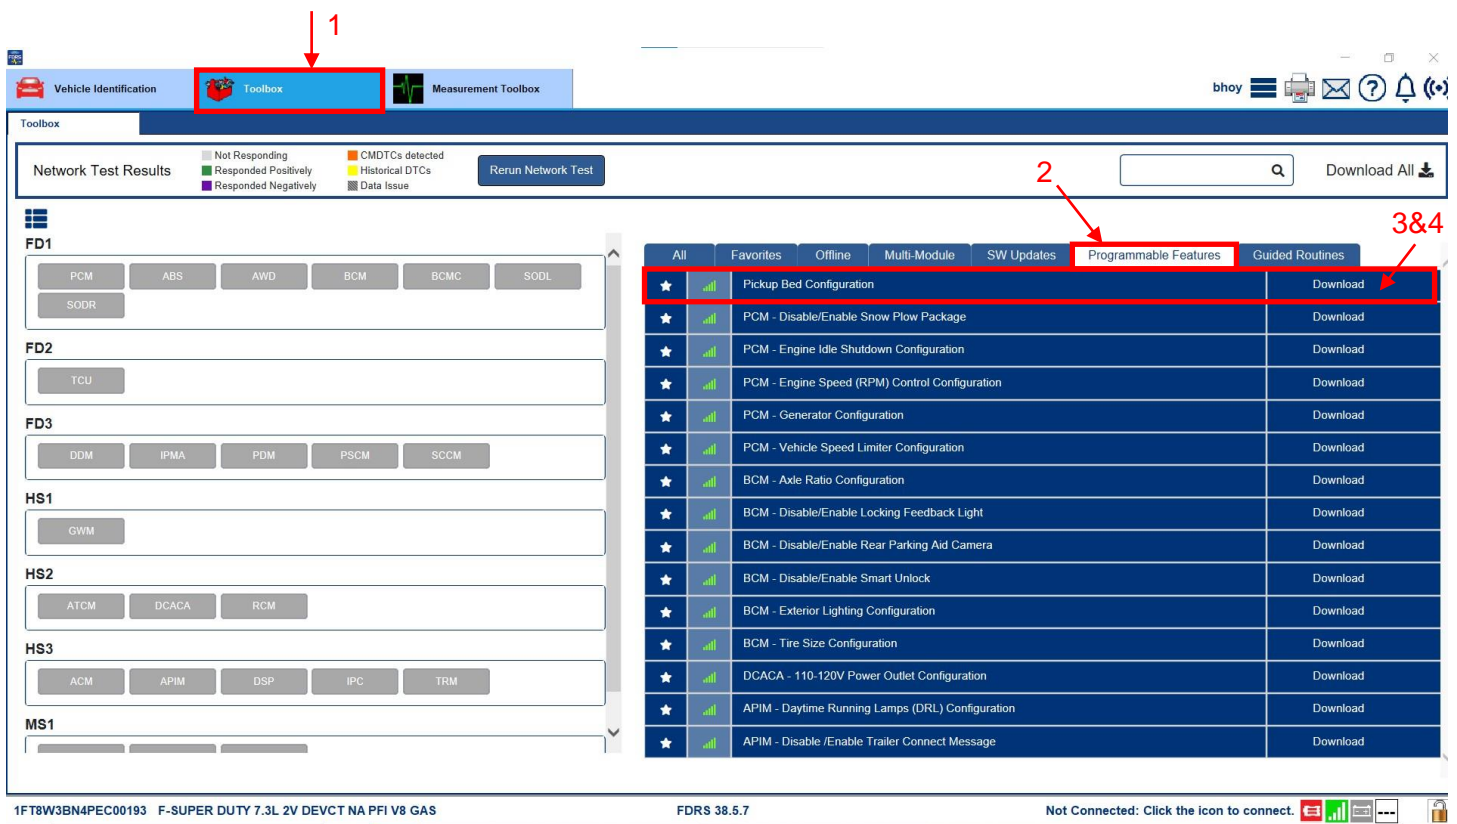 1
FDRS
Vehicle Identification
Toolbox
Measurement Toolbox
bhoy
Toolbox
Network Test Results
Not Responding
Responded Positively
Responded Negatively
CMDTCs detected
Historical DTCs
Data Issue
Rerun Network Test
2
Download All
3&4
FD1
PCM ABS AWD BCM BCMC SODL
SODR
FD2
TCU
FD3
DDM IPMA PDM PSCM SCCM
HS1
GWM
HS2
ATCM DCACA RCM
HS3
ACM APIM DSP IPC TRM
MS1
All Favorites Offline Multi-Module SW Updates Programmable Features Guided Routines
Pickup Bed Configuration Download
PCM - Disable/Enable Snow Plow Package Download
PCM - Engine Idle Shutdown Configuration Download
PCM - Engine Speed (RPM) Control Configuration Download
PCM - Generator Configuration Download
PCM - Vehicle Speed Limiter Configuration Download
BCM - Axle Ratio Configuration Download
BCM - Disable/Enable Locking Feedback Light Download
BCM - Disable/Enable Rear Parking Aid Camera Download
BCM - Disable/Enable Smart Unlock Download
BCM - Exterior Lighting Configuration Download
BCM - Tire Size Configuration Download
DCACA - 110-120V Power Outlet Configuration Download
APIM - Daytime Running Lamps (DRL) Configuration Download
APIM - Disable /Enable Trailer Connect Message Download
1FT8W3BN4PEC00193 F-SUPER DUTY 7.3L 2V DEVCT NA PFI V8 GAS
FDRS 38.5.7
Not Connected: Click the icon to connect. ---